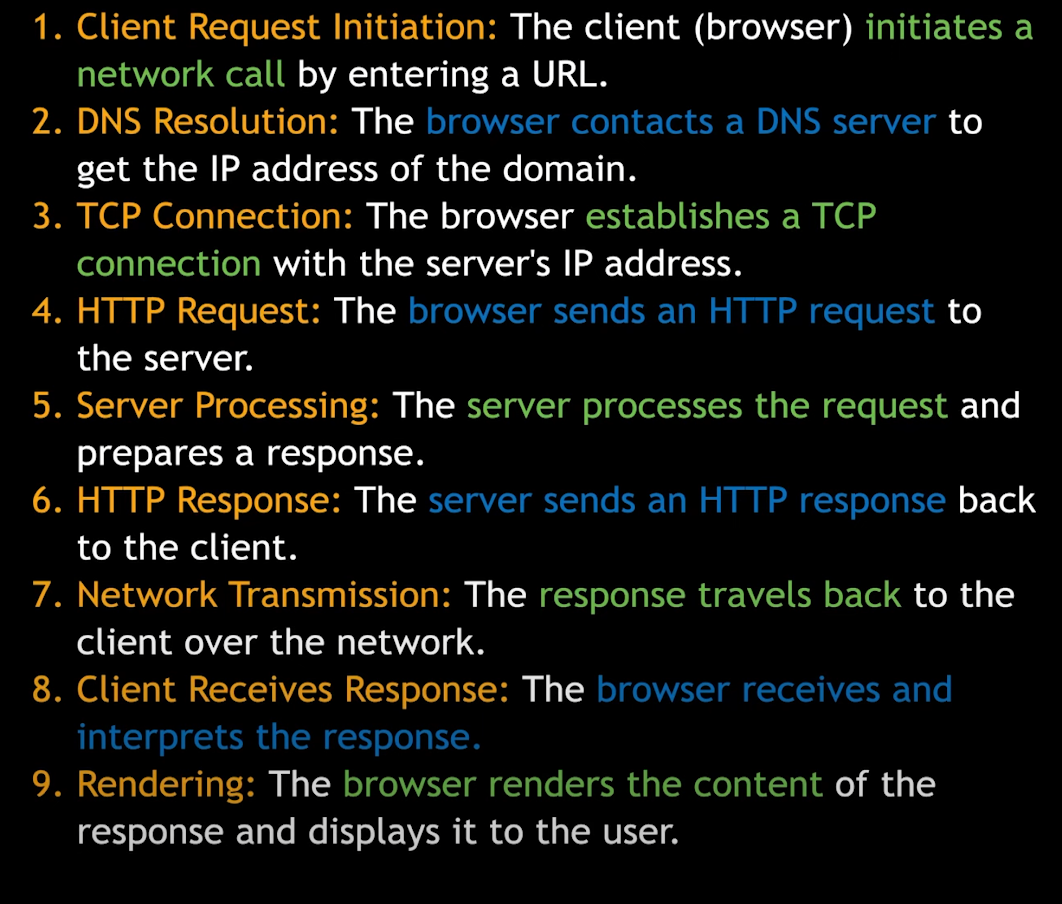 1. Client Request Initiation: The client (browser) initiates a
network call by entering a URL.
2. DNS Resolution: The browser contacts a DNS server to
get the IP address of the domain.
3. TCP Connection: The browser establishes a TCP
connection with the server's IP address.
4. HTTP Request: The browser sends an HTTP request to
the server.
5. Server Processing: The server processes the request and
prepares a response.
6. HTTP Response: The server sends an HTTP response back
to the client.
7. Network Transmission: The response travels back to the
client over the network.
8. Client Receives Response: The browser receives and
interprets the response.
9. Rendering: The browser renders the content of the
response and displays it to the user.